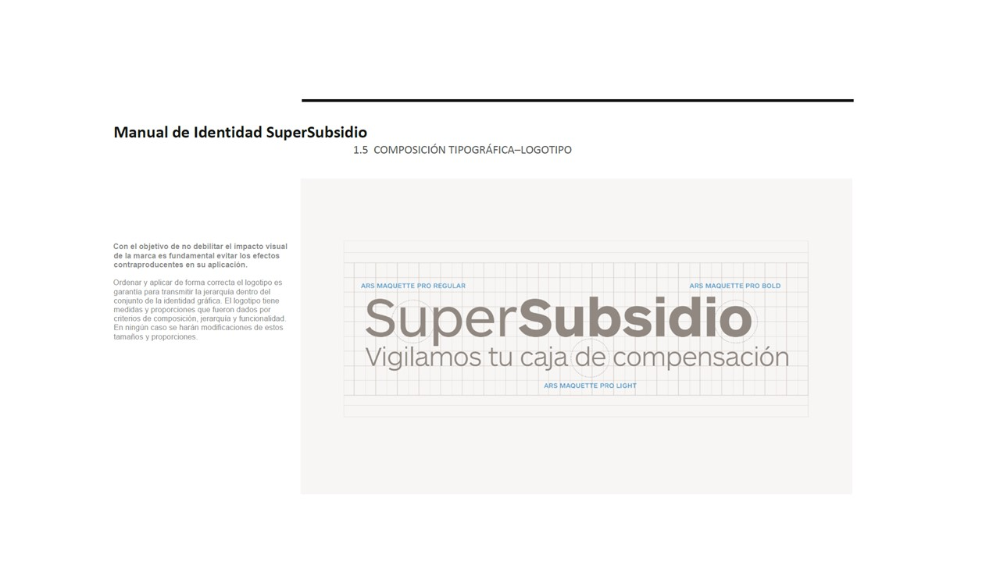 Manual de Identidad SuperSubsidio
1.5 COMPOSICIÓN TIPOGRÁFICA–LOGOTIPO
Con el objetivo de no debilitar el impacto visual
de la marca es fundamental evitar los efectos
contraproducentes en su aplicación.
Ordenar y aplicar de forma correcta el logotipo es
garantía para transmitir la jerarquía dentro del
conjunto de la identidad gráfica. El logotipo tiene
medidas y proporciones que fueron dados por
criterios de composición, jerarquía y funcionalidad.
En ningún caso se harán modificaciones de estos
tamaños y proporciones.
ARS MAQUETTE PRO REGULAR
ARS MAQUETTE PRO BOLD
SuperSubsidio
Vigilamos tu caja de compensación
ARS MAQUETTE PRO LIGHT